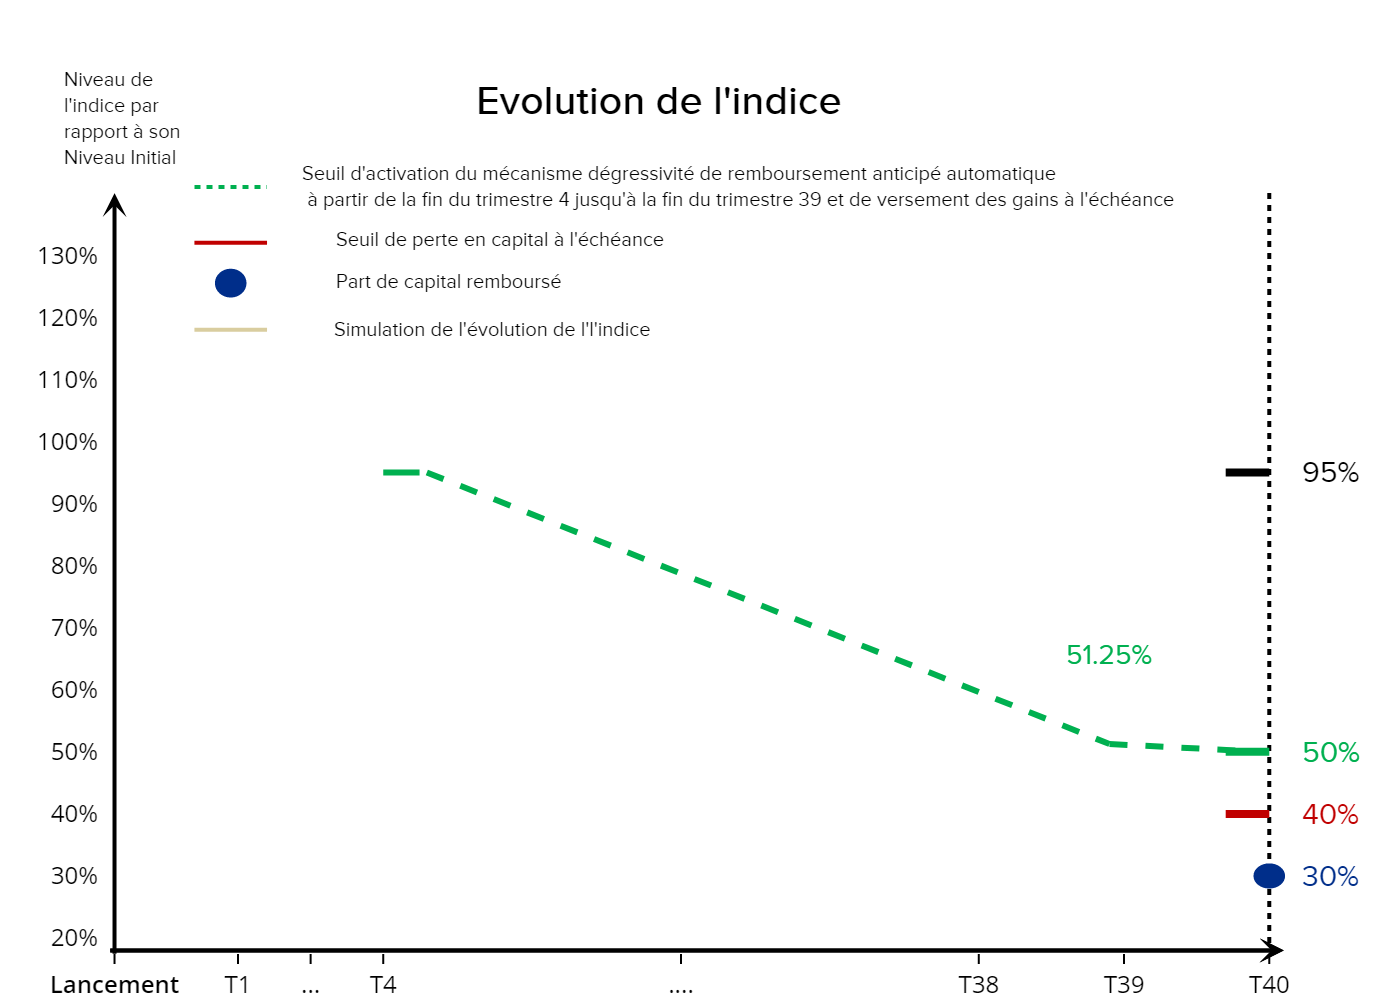 Niveau de
l'indice par
rapport à son
Niveau Initial
Evolution de l'indice
Seuil d'activation du mécanisme dégressivité de remboursement anticipé automatique
à partir de la fin du trimestre 4 jusqu'à la fin du trimestre 39 et de versement des gains à l'échéance
Seuil de perte en capital à l'échéance
Part de capital remboursé
Simulation de l'évolution de l'l'indice
130%
120%
110%
100%
90%
80%
70%
60%
50%
40%
30%
20%
95%
51.25%
50%
40%
30%
Lancement T1 ... T4 .... T38 T39 T40